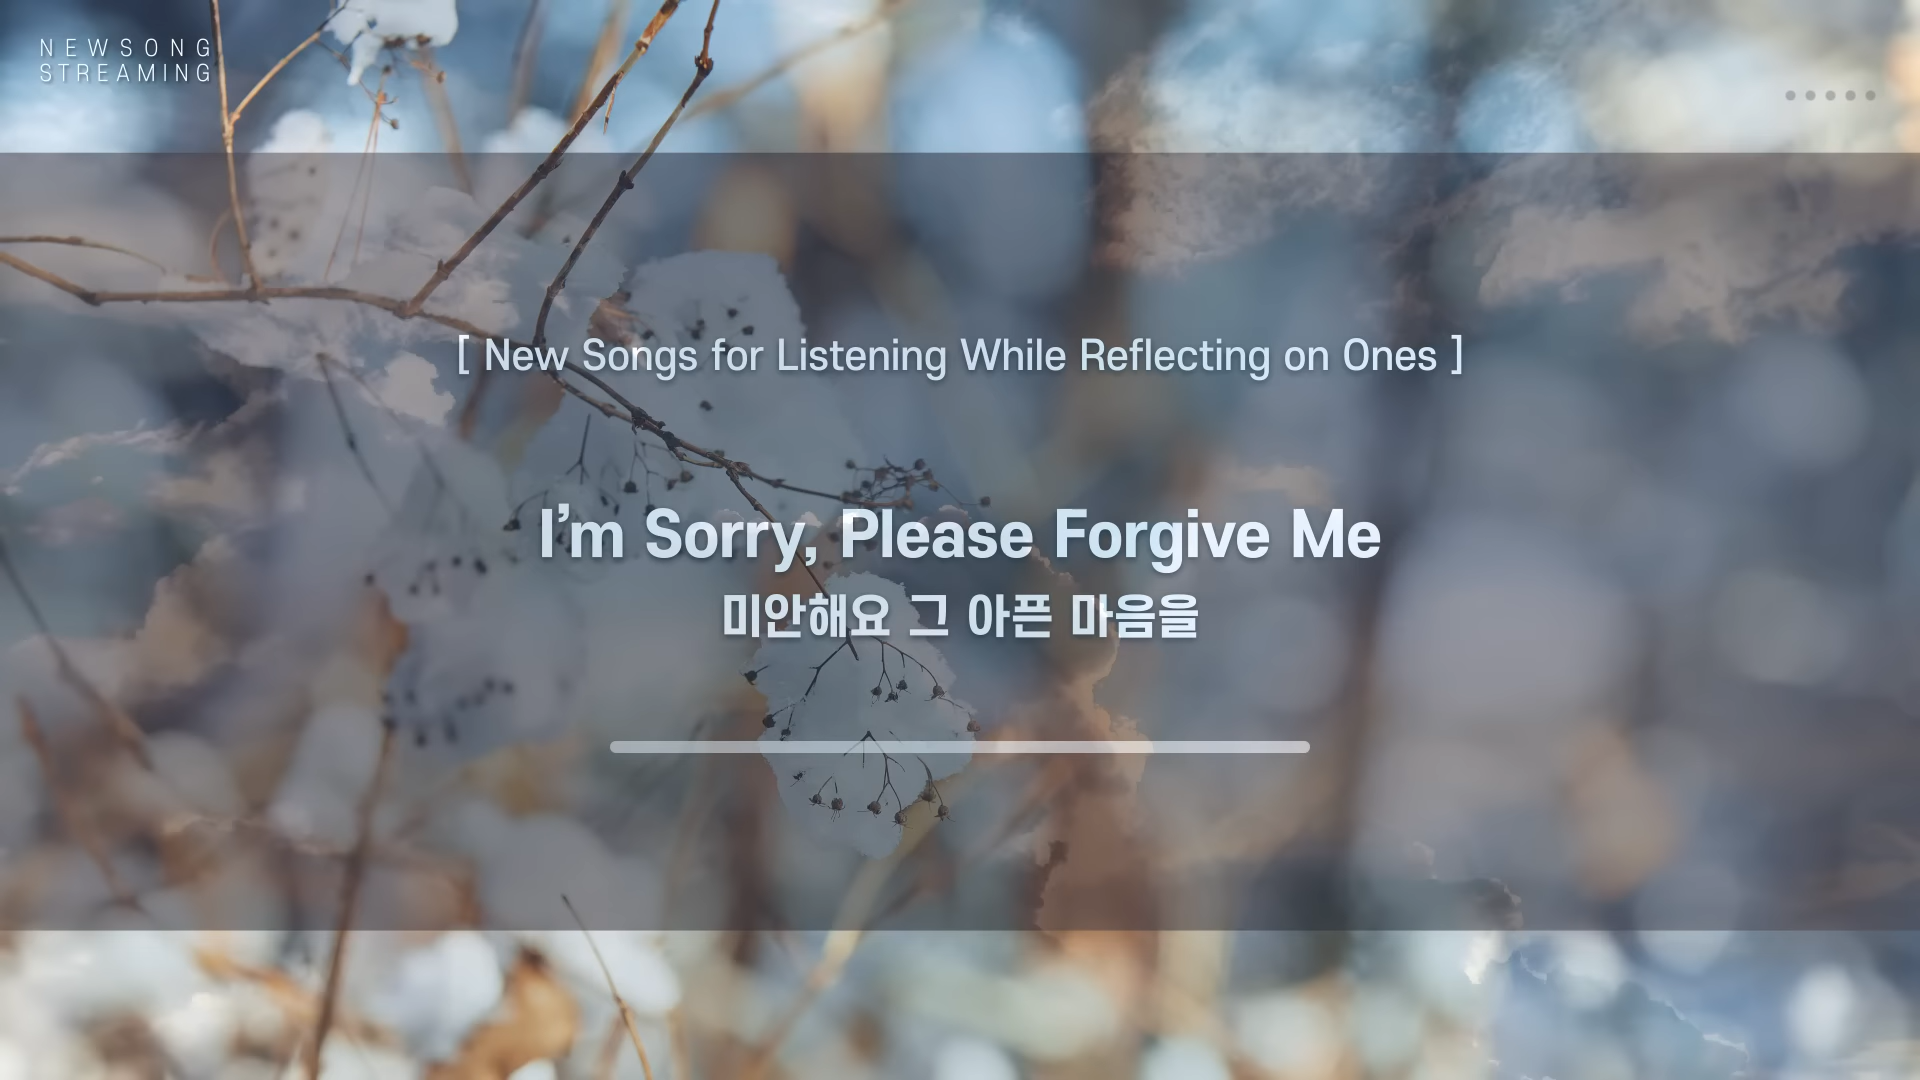 NEWSONG
STREAMING
[ New Songs for Listening While Reflecting on Ones ]
I’m Sorry, Please Forgive Me
미안해요 그 아픈 마음을